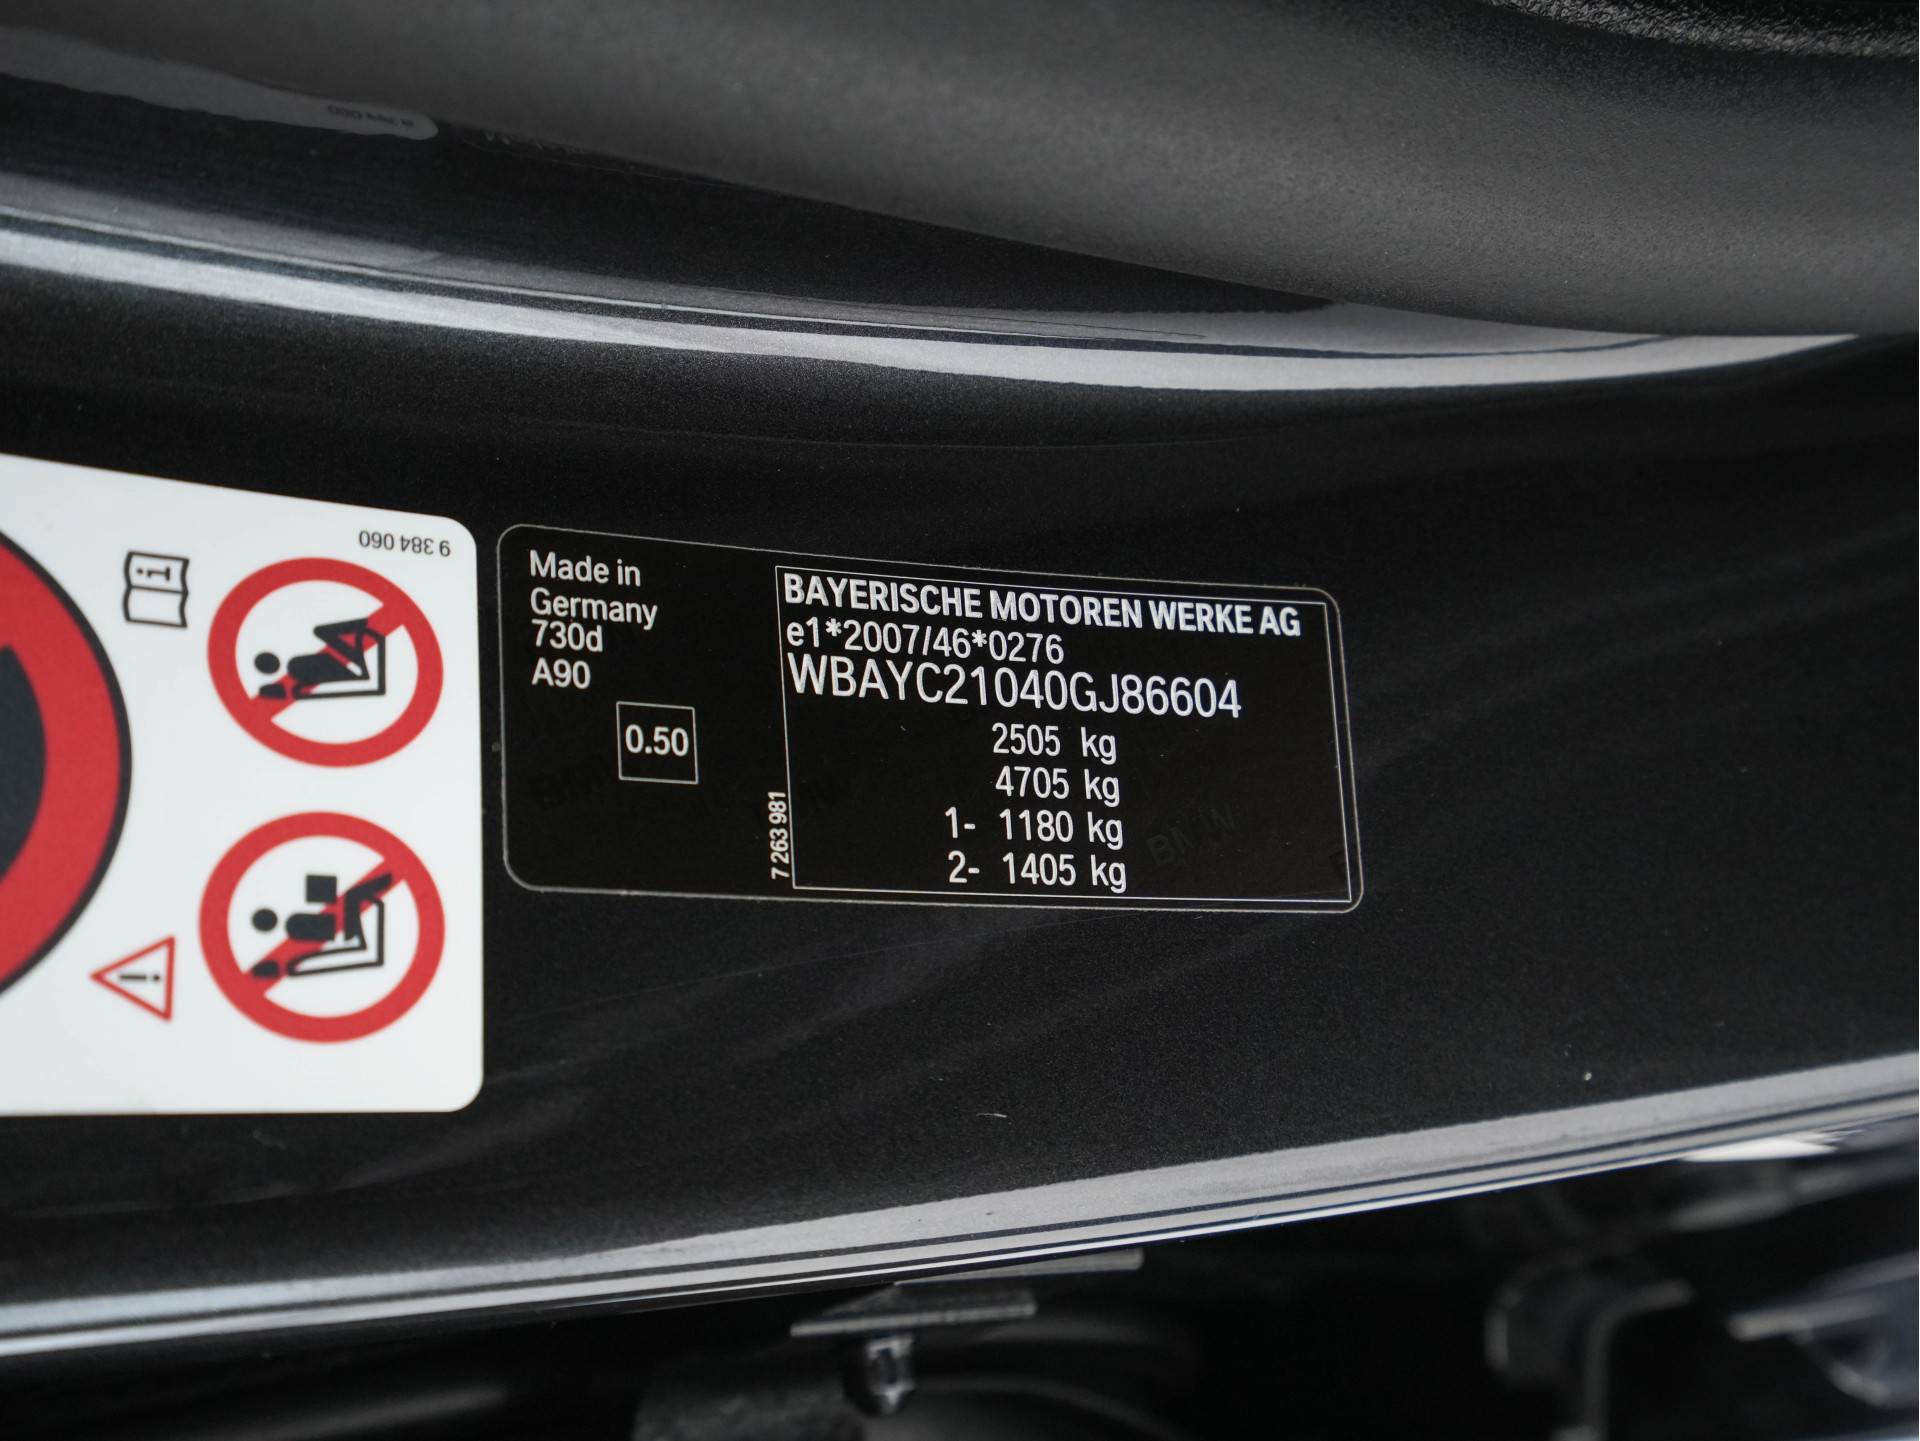 9 384 060
Made in
Germany
730d
A90
0.50
7 263 981
BAYERISCHE MOTOREN WERKE AG
e1*2007/46*0276
WBAYC21040GJ86604
2505 kg
4705 kg
1- 1180 kg
2- 1405 kg